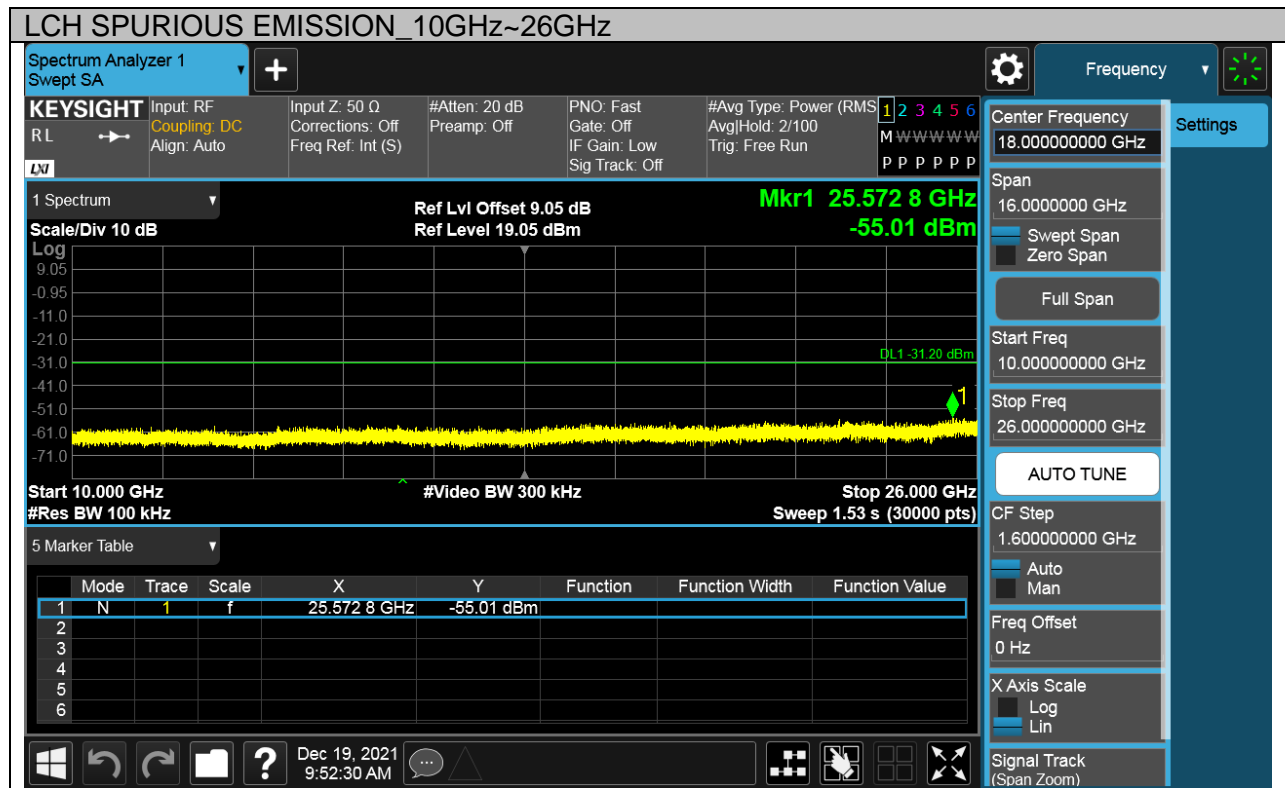 LCH SPURIOUS EMISSION_10GHz~26GHz
Spectrum Analyzer 1
Swept SA
Frequency
KEYSIGHT
RL
LXI
Input: RF
Coupling: DC
Align: Auto
Input Z: 50 Ω
Corrections: Off
Freq Ref: Int (S)
#Atten: 20 dB
Preamp: Off
PNO: Fast
Gate: Off
IF Gain: Low
Sig Track: Off
#Avg Type: Power (RMS
Avg|Hold: 2/100
Trig: Free Run
1 2 3 4 5 6
M W W W W W
P P P P P P
1 Spectrum
Scale/Div 10 dB
Ref Lvl Offset 9.05 dB
Ref Level 19.05 dBm
Mkr1 25.572 8 GHz
-55.01 dBm
Log
9.05
-0.95
-11.0
-21.0
-31.0
-41.0
-51.0
-61.0
-71.0
DL1 -31.20 dBm
1
Start 10.000 GHz
#Res BW 100 kHz
#Video BW 300 kHz
Stop 26.000 GHz
Sweep 1.53 s (30000 pts)
5 Marker Table
Mode Trace Scale X Y Function Function Width Function Value
1 N 1 f 25.572 8 GHz -55.01 dBm
2
3
4
5
6
Dec 19, 2021
9:52:30 AM
Center Frequency
18.000000000 GHz
Settings
Span
16.0000000 GHz
Swept Span
Zero Span
Full Span
Start Freq
10.000000000 GHz
Stop Freq
26.000000000 GHz
AUTO TUNE
CF Step
1.600000000 GHz
Auto
Man
Freq Offset
0 Hz
X Axis Scale
Log
Lin
Signal Track
(Span Zoom)